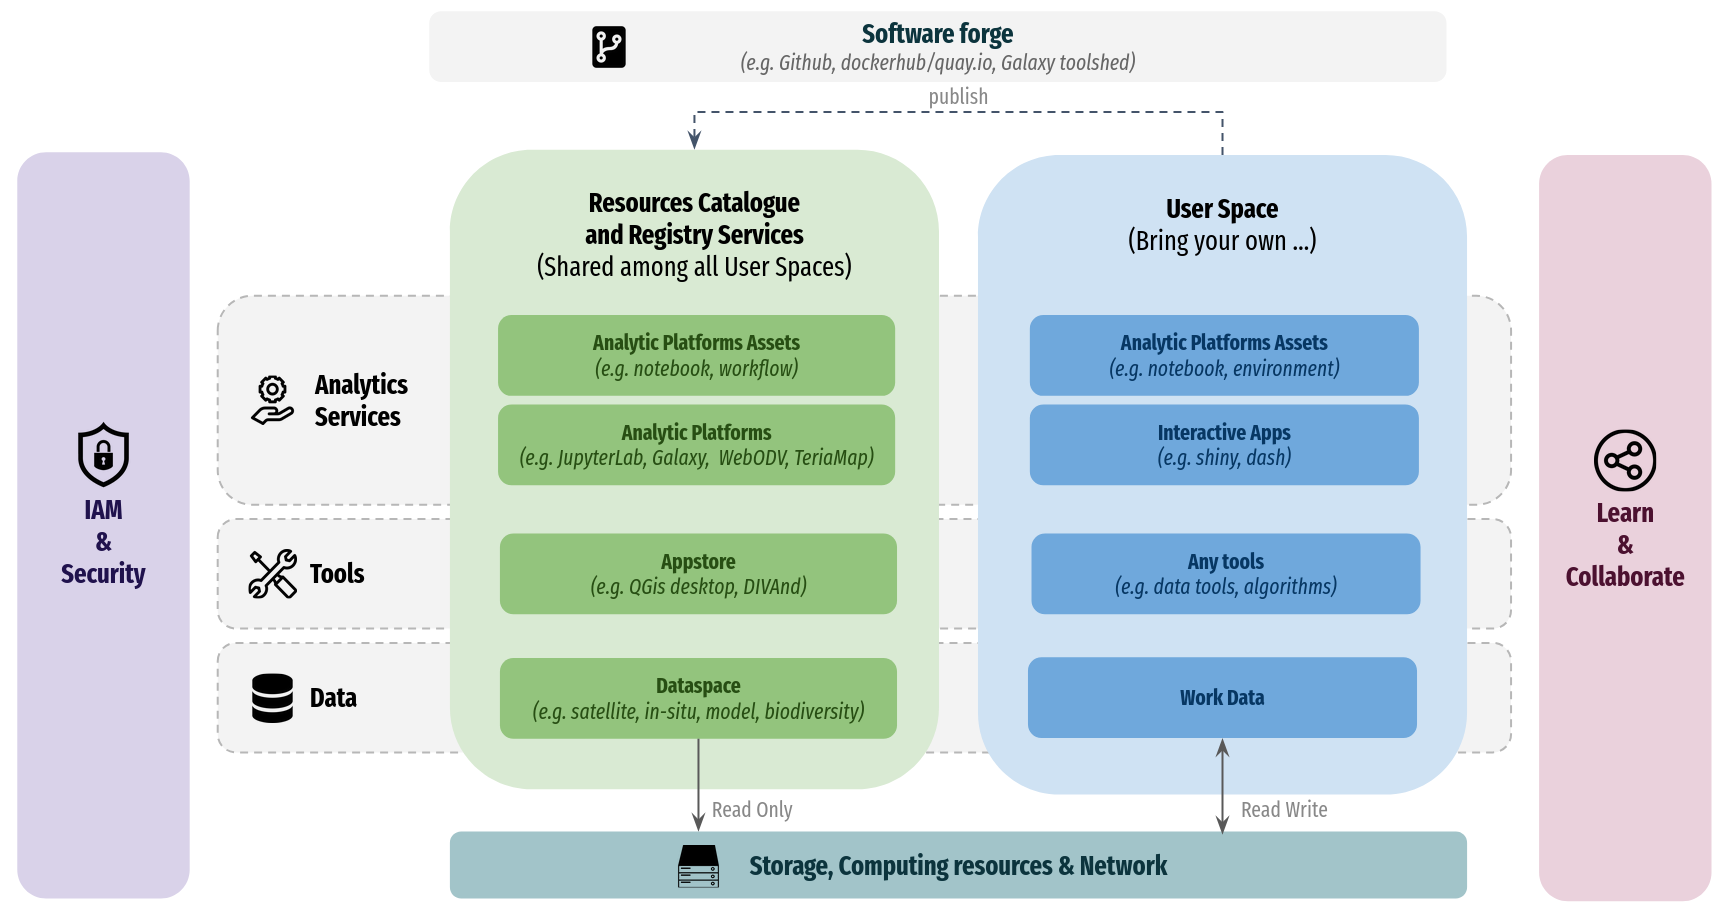 Software forge
(e.g. Github, dockerhub/quay.io, Galaxy toolshed)
publish
IAM
&
Security
Resources Catalogue
and Registry Services
(Shared among all User Spaces)
User Space
(Bring your own ...)
Analytics
Services
Analytic Platforms Assets
(e.g. notebook, workflow)
Analytic Platforms Assets
(e.g. notebook, environment)
Analytic Platforms
(e.g. JupyterLab, Galaxy, WebODV, TeriaMap)
Interactive Apps
(e.g. shiny, dash)
Tools
Appstore
(e.g. QGis desktop, DIVAnd)
Any tools
(e.g. data tools, algorithms)
Data
Dataspace
(e.g. satellite, in-situ, model, biodiversity)
Work Data
Learn
&
Collaborate
Read Only
Read Write
Storage, Computing resources & Network